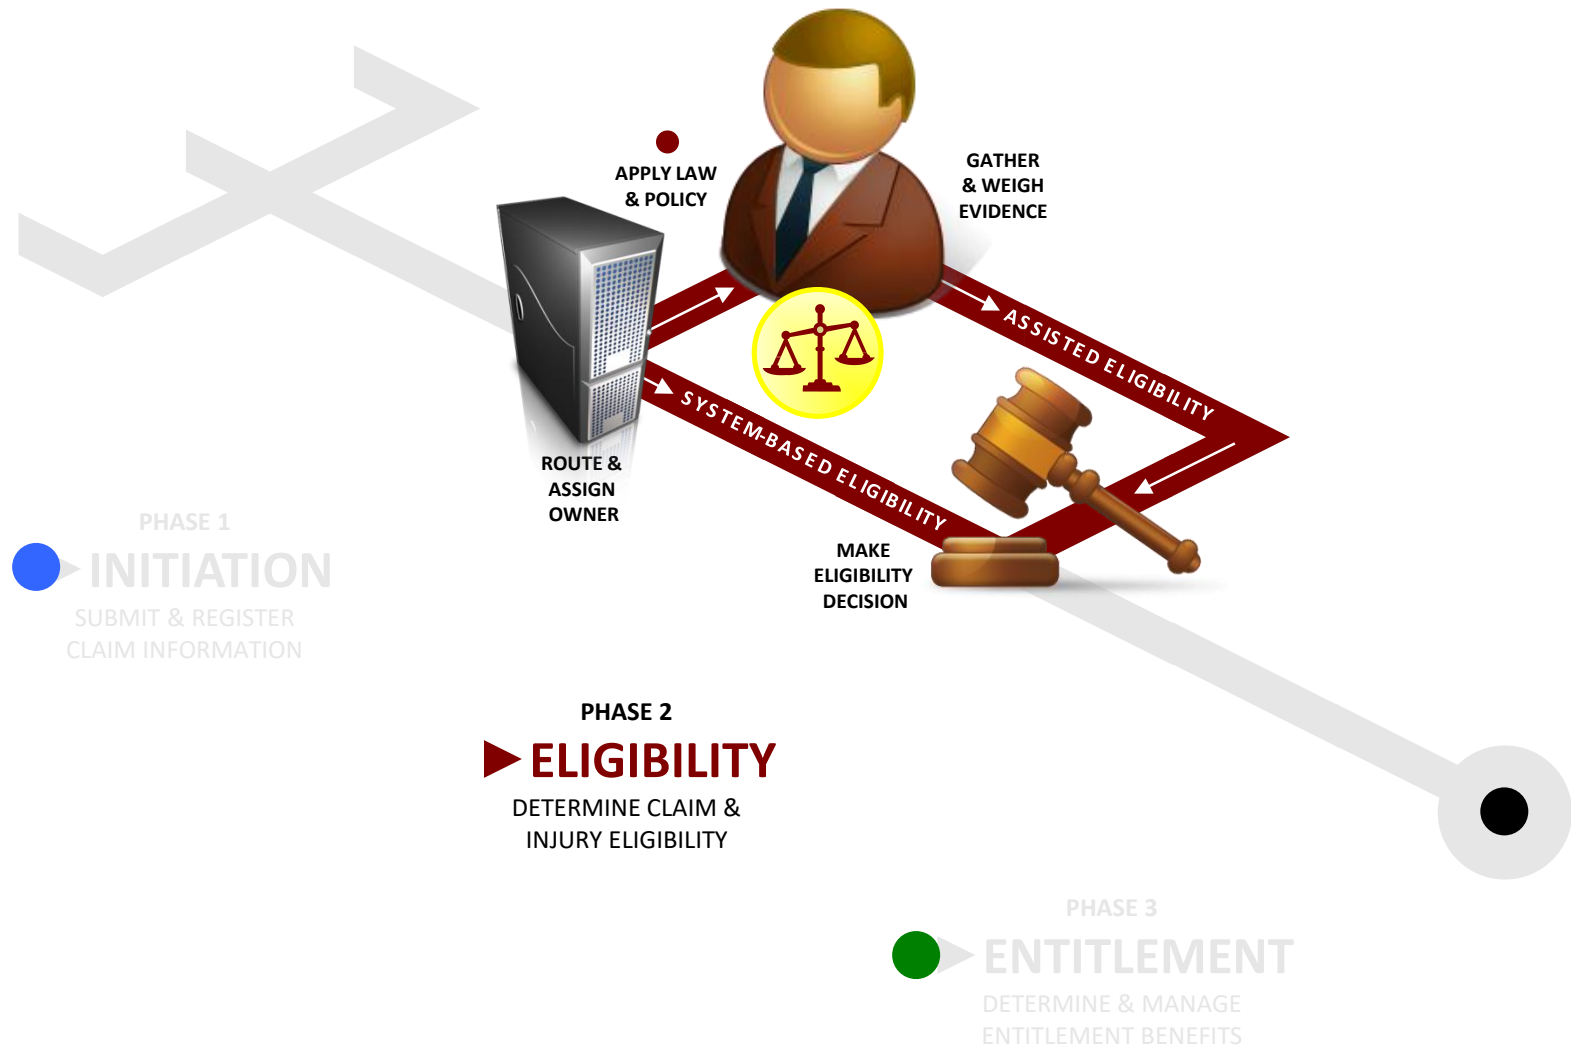 APPLY LAW
& POLICY
GATHER
& WEIGH
EVIDENCE
ASSISTED ELIGIBILITY
SYSTEM-BASED ELIGIBILITY
ROUTE &
ASSIGN
OWNER
MAKE
ELIGIBILITY
DECISION
PHASE 1
INITIATION
SUBMIT & REGISTER
CLAIM INFORMATION
PHASE 2
ELIGIBILITY
DETERMINE CLAIM &
INJURY ELIGIBILITY
PHASE 3
ENTITLEMENT
DETERMINE & MANAGE
ENTITLEMENT BENEFITS